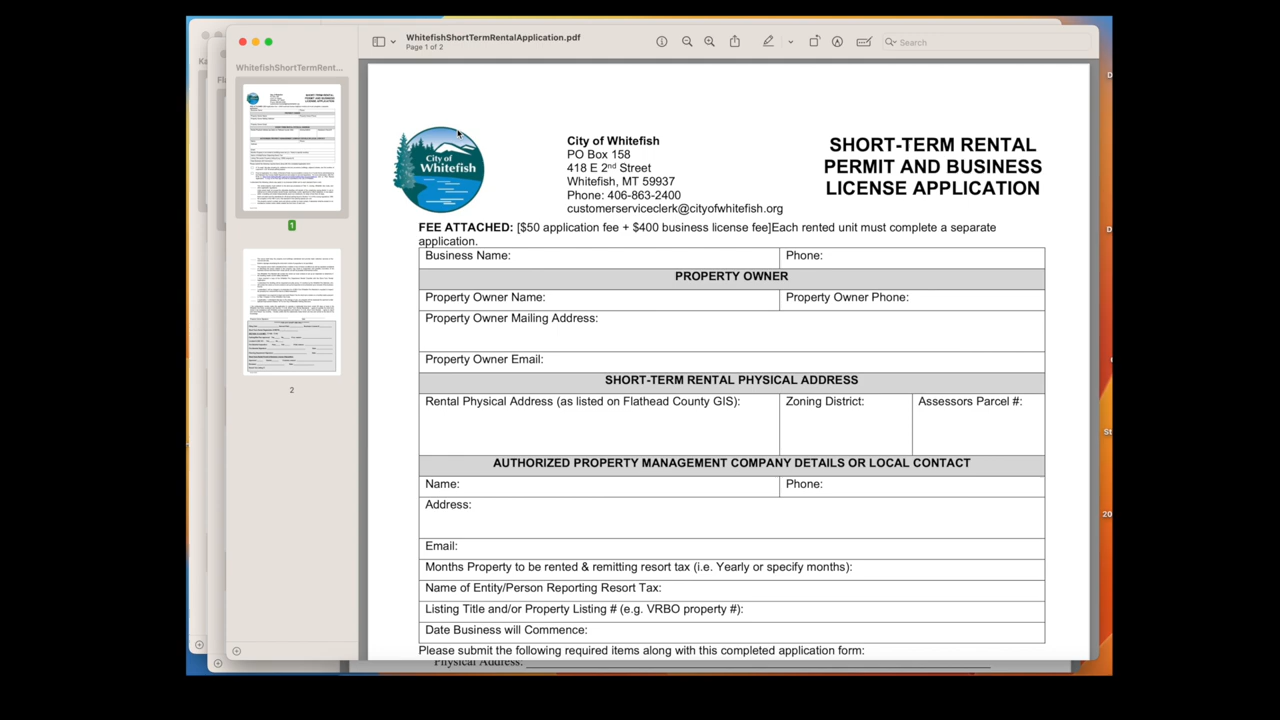 WhitefishShortTermRentalApplication.pdf
Page 1 of 2
Search
WhitefishShortTermRent...
1
2
City of
Whitefish
City of Whitefish
PO Box 158
418 E 2nd Street
Whitefish, MT 59937
Phone: 406-863-2400
customerserviceclerk@cityofwhitefish.org
SHORT-TERM RENTAL
PERMIT AND BUSINESS
LICENSE APPLICATION
FEE ATTACHED: [$50 application fee + $400 business license fee]Each rented unit must complete a separate
application.
Business Name:
Phone:
PROPERTY OWNER
Property Owner Name:
Property Owner Phone:
Property Owner Mailing Address:
Property Owner Email:
SHORT-TERM RENTAL PHYSICAL ADDRESS
Rental Physical Address (as listed on Flathead County GIS):
Zoning District:
Assessors Parcel #:
AUTHORIZED PROPERTY MANAGEMENT COMPANY DETAILS OR LOCAL CONTACT
Name:
Phone:
Address:
Email:
Months Property to be rented & remitting resort tax (i.e. Yearly or specify months):
Name of Entity/Person Reporting Resort Tax:
Listing Title and/or Property Listing # (e.g. VRBO property #):
Date Business will Commence:
Please submit the following required items along with this completed application form:
Physical Address: